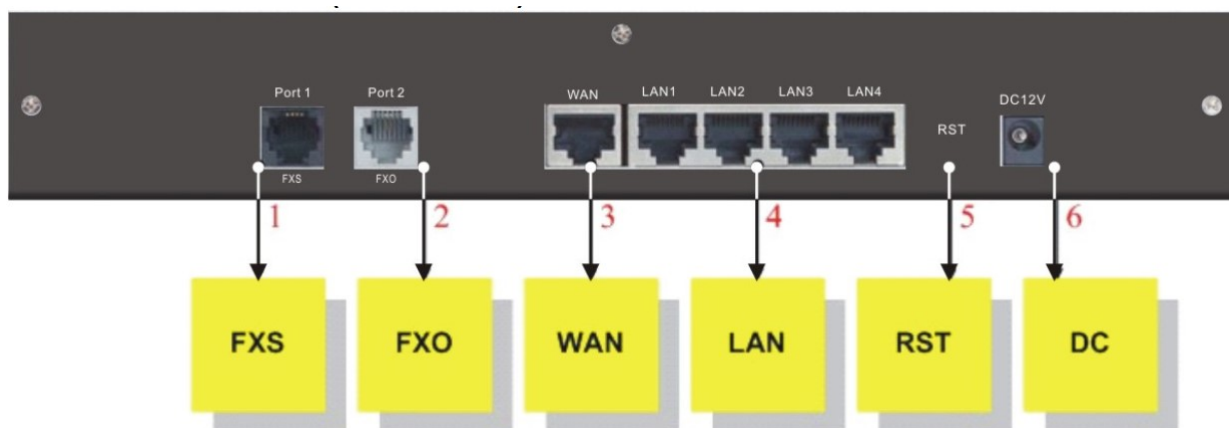 Port 1 Port 2 WAN LAN1 LAN2 LAN3 LAN4 RST DC12V
FXS FXO
1 2 3 4 5 6
FXS FXO WAN LAN RST DC